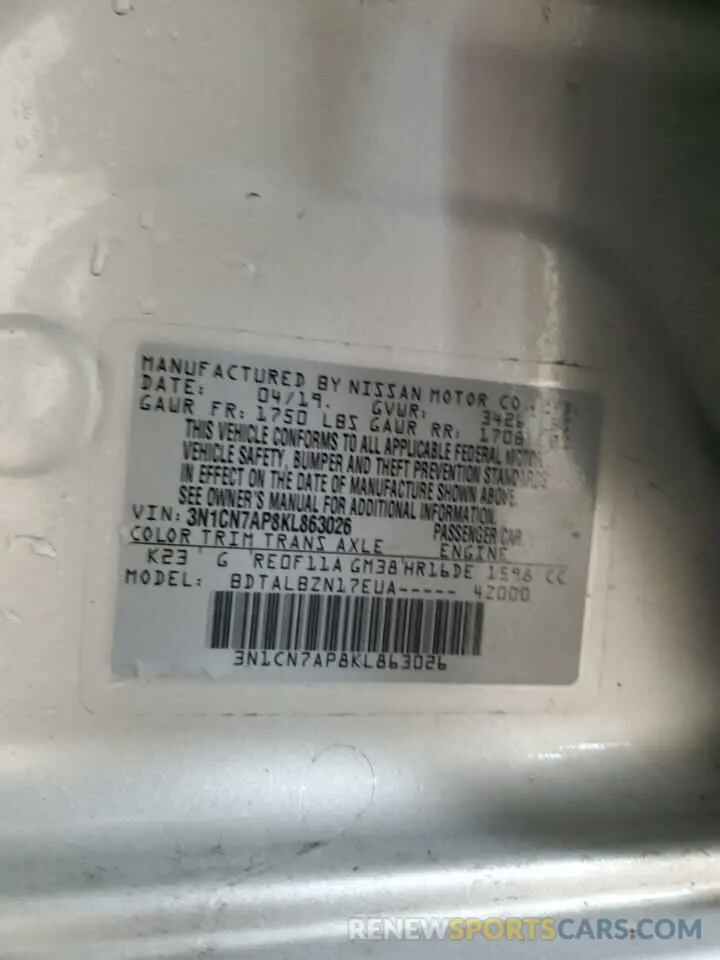 MANUFACTURED BY NISSAN MOTOR CO.,
DATE: 04/19. GVWR: 3426
GAWR FR: 1750 LBS GAWR RR: 1708
THIS VEHICLE CONFORMS TO ALL APPLICABLE FEDERAL MOTOR
VEHICLE SAFETY, BUMPER AND THEFT PREVENTION STANDARDS
IN EFFECT ON THE DATE OF MANUFACTURE SHOWN ABOVE.
SEE OWNER'S MANUAL FOR ADDITIONAL INFORMATION.
VIN: 3N1CN7AP8KL863026 PASSENGER CAR
COLOR TRIM TRANS AXLE ENGINE
K23 G RE0F11A GM38 HR16DE 1598 CC
MODEL: BDTALBZN17EUA----- 42000
3N1CN7AP8KL863026
RENEWSPORTSCARS.COM